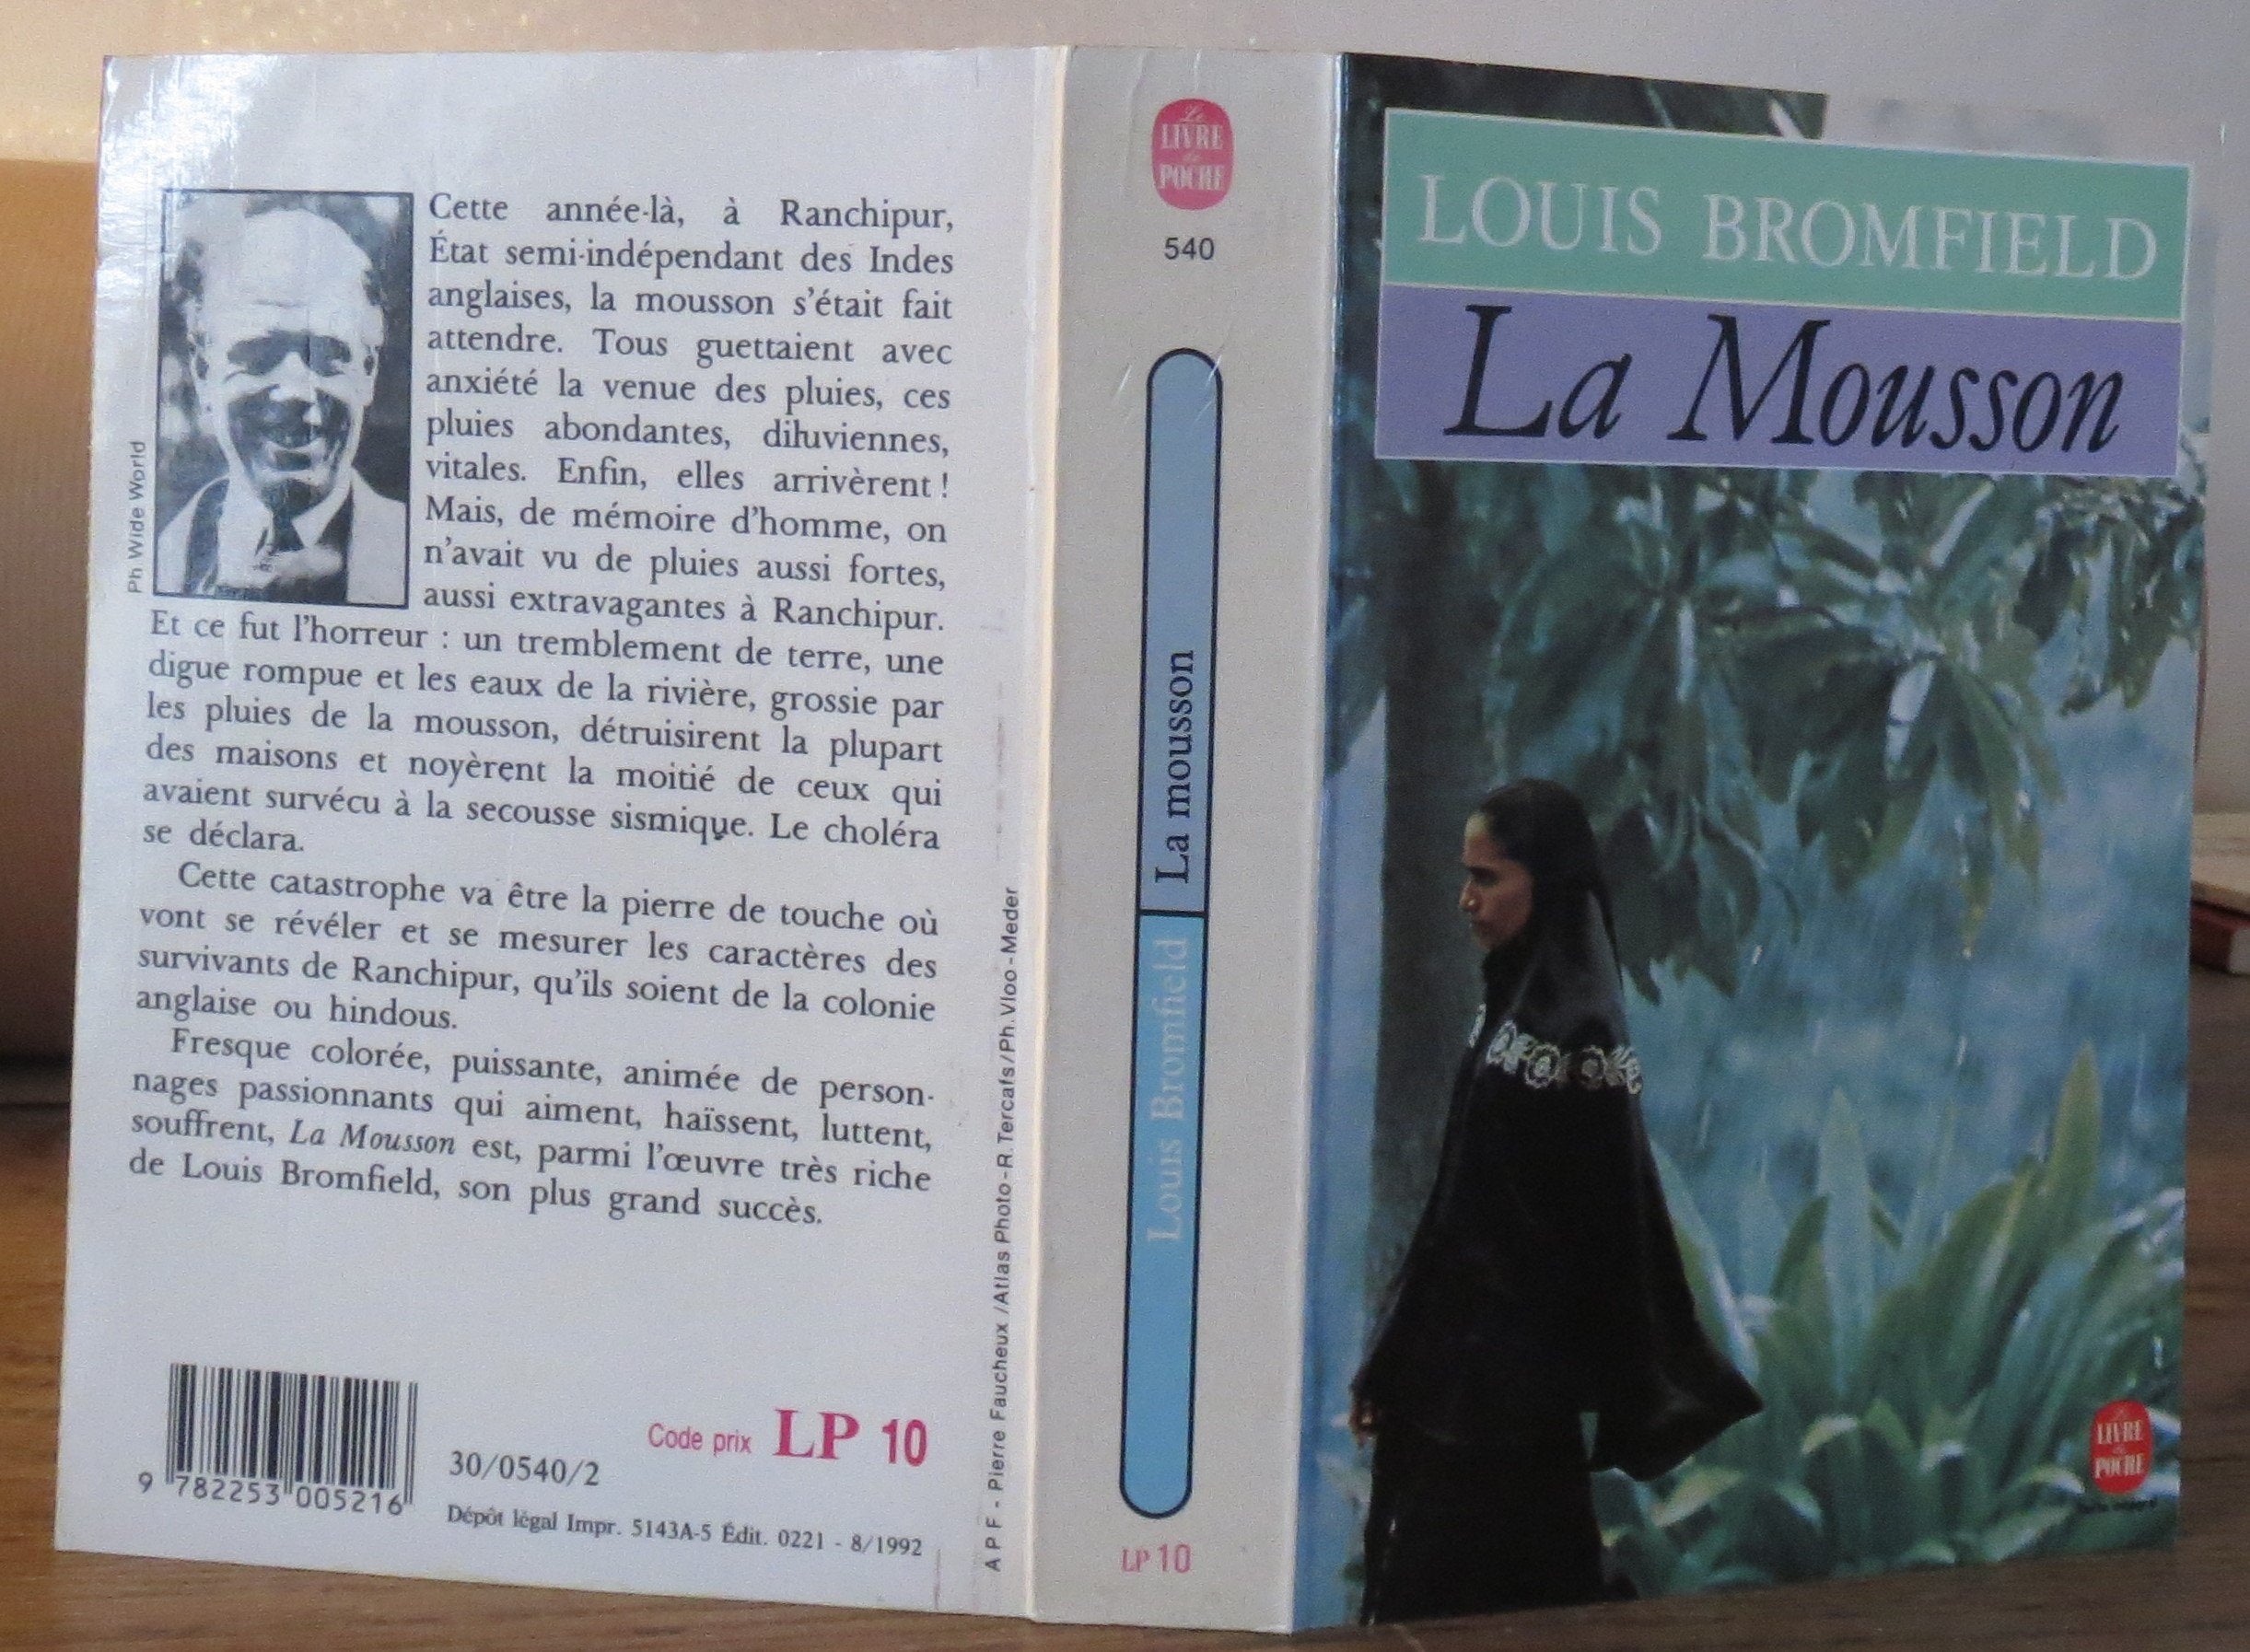 Cette année-là, à Ranchipur,
État semi-indépendant des Indes
anglaises, la mousson s'était fait
attendre. Tous guettaient avec
anxiété la venue des pluies, ces
pluies abondantes, diluviennes,
vitales. Enfin, elles arrivèrent !
Mais, de mémoire d'homme, on
n'avait vu de pluies aussi fortes,
aussi extravagantes à Ranchipur.
Et ce fut l'horreur : un tremblement de terre, une
digue rompue et les eaux de la rivière, grossie par
les pluies de la mousson, détruisirent la plupart
des maisons et noyèrent la moitié de ceux qui
avaient survécu à la secousse sismique. Le choléra
se déclara.
Cette catastrophe va être la pierre de touche où
vont se révéler et se mesurer les caractères des
survivants de Ranchipur, qu'ils soient de la colonie
anglaise ou hindous.
Fresque colorée, puissante, animée de person-
nages passionnants qui aiment, haïssent, luttent,
souffrent, La Mousson est, parmi l'œuvre très riche
de Louis Bromfield, son plus grand succès.
Ph Wide World
9 782253 005216
30/0540/2
Code prix LP 10
Dépôt légal Impr. 5143A-5 Édit. 0221 - 8/1992
A P F - Pierre Faucheux /Atlas Photo-R. Tercafs/Ph. Vloo-Meder
Le
LIVRE
de
POCHE
540
La mousson
Louis Bromfield
LP 10
LOUIS BROMFIELD
La Mousson
Le
LIVRE
de
POCHE